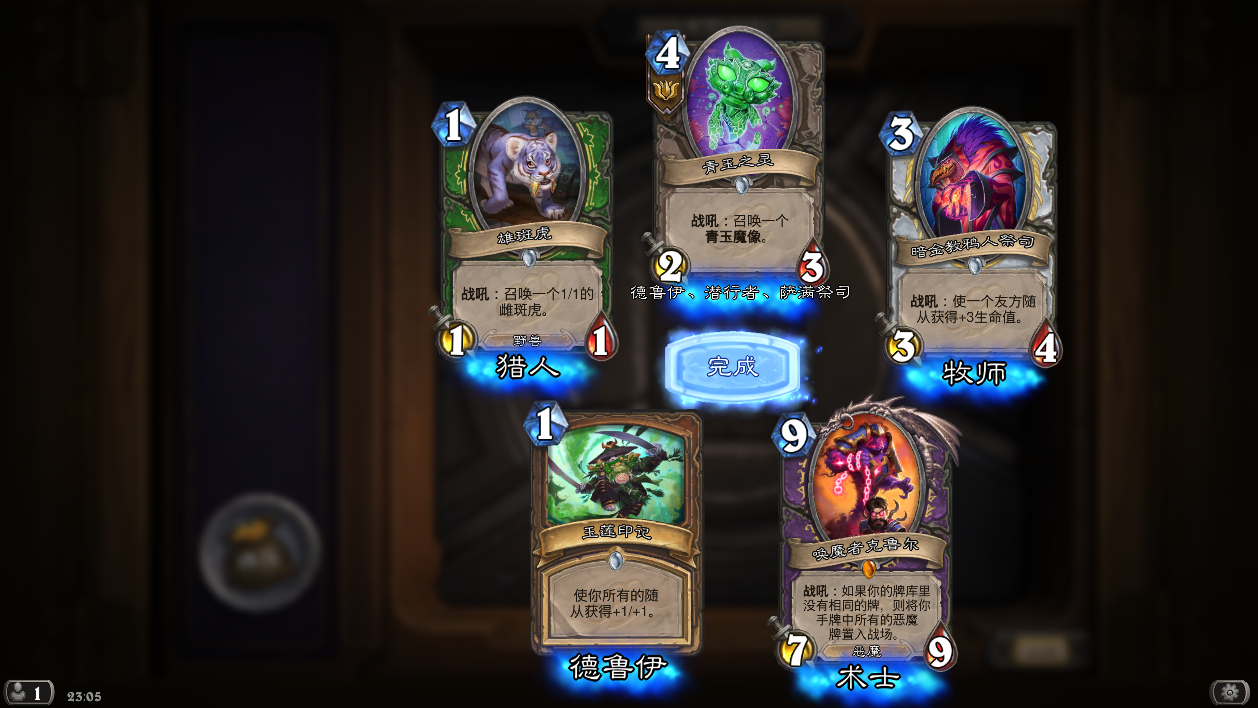 1
雄斑虎
战吼：召唤一个1/1的
雌斑虎。
1
野兽
1
猎人
4
青玉之灵
战吼：召唤一个
青玉魔像。
2
3
德鲁伊、潜行者、萨满祭司
3
暗金教鸦人祭司
战吼：使一个友方随
从获得+3生命值。
3
4
牧师
完成
1
玉莲印记
使你所有的随
从获得+1/+1。
德鲁伊
9
唤魔者克鲁尔
战吼：如果你的牌库里
没有相同的牌，则将你
手牌中所有的恶魔
牌置入战场。
7
恶魔
9
术士
1
23:05